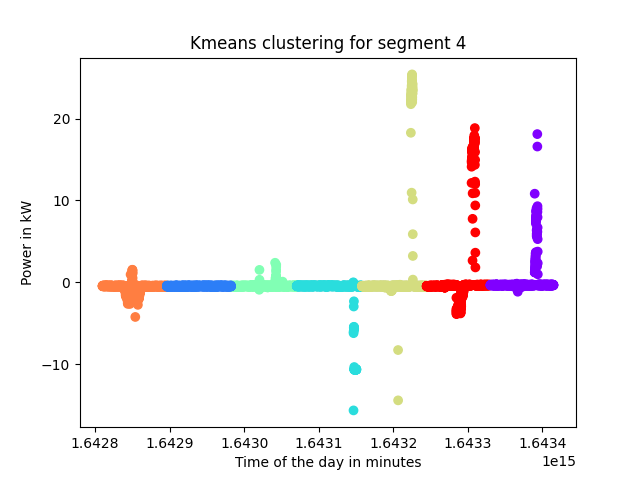 Kmeans clustering for segment 4
Power in kW
20
10
0
−10
1.6428 1.6429 1.6430 1.6431 1.6432 1.6433 1.6434
1e15
Time of the day in minutes